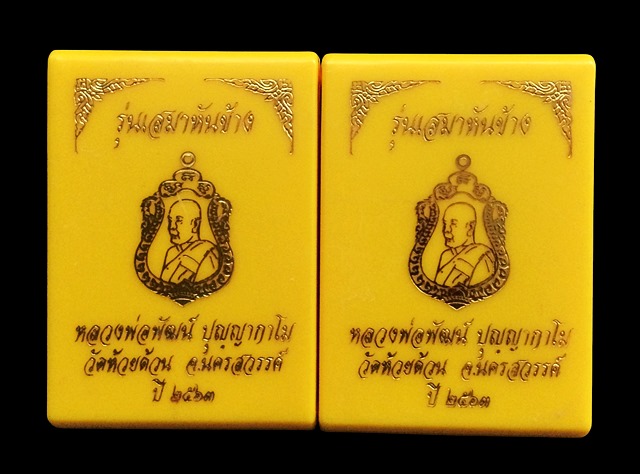 รุ่นเสมาหันข้าง
หลวงพ่อพัฒน์ ปุญญากาโม
วัดห้วยด้วน จ.นครสวรรค์
ปี ๒๕๖๓
รุ่นเสมาหันข้าง
หลวงพ่อพัฒน์ ปุญญากาโม
วัดห้วยด้วน จ.นครสวรรค์
ปี ๒๕๖๓